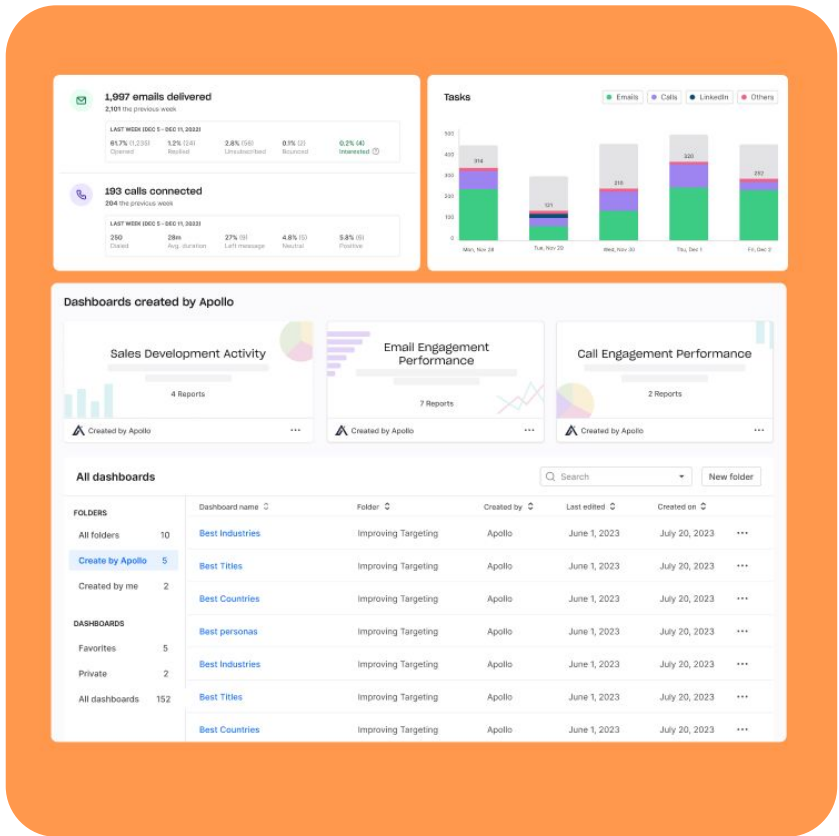 1,997 emails delivered
2,101 the previous week
LAST WEEK (DEC 5 - DEC 11, 2022)
61.7% (1,235) 1.2% (24) 2.8% (56) 0.1% (2) 0.2% (4)
Opened Replied Unsubscribed Bounced Interested
193 calls connected
204 the previous week
LAST WEEK (DEC 5 - DEC 11, 2022)
250 28m 27% (9) 4.8% (5) 5.8% (6)
Dialed Avg. duration Left message Neutral Positive
Tasks
Emails Calls LinkedIn Others
500
400
300
200
100
0
314
121
216
320
252
Mon, Nov 28 Tue, Nov 29 Wed, Nov 30 Thu, Dec 1 Fri, Dec 2
Dashboards created by Apollo
Sales Development Activity
4 Reports
Created by Apollo
Email Engagement
Performance
7 Reports
Created by Apollo
Call Engagement Performance
2 Reports
Created by Apollo
All dashboards
Search
New folder
FOLDERS
All folders 10
Create by Apollo 5
Created by me 2
DASHBOARDS
Favorites 5
Private 2
All dashboards 152
Dashboard name Folder Created by Last edited Created on
Best Industries Improving Targeting Apollo June 1, 2023 July 20, 2023
Best Titles Improving Targeting Apollo June 1, 2023 July 20, 2023
Best Countries Improving Targeting Apollo June 1, 2023 July 20, 2023
Best personas Improving Targeting Apollo June 1, 2023 July 20, 2023
Best Industries Improving Targeting Apollo June 1, 2023 July 20, 2023
Best Titles Improving Targeting Apollo June 1, 2023 July 20, 2023
Best Countries Improving Targeting Apollo June 1, 2023 July 20, 2023